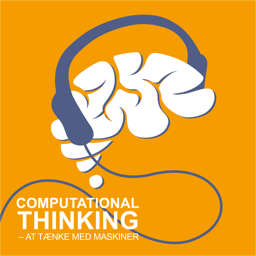 COMPUTATIONAL
THINKING
– AT TÆNKE MED MASKINER